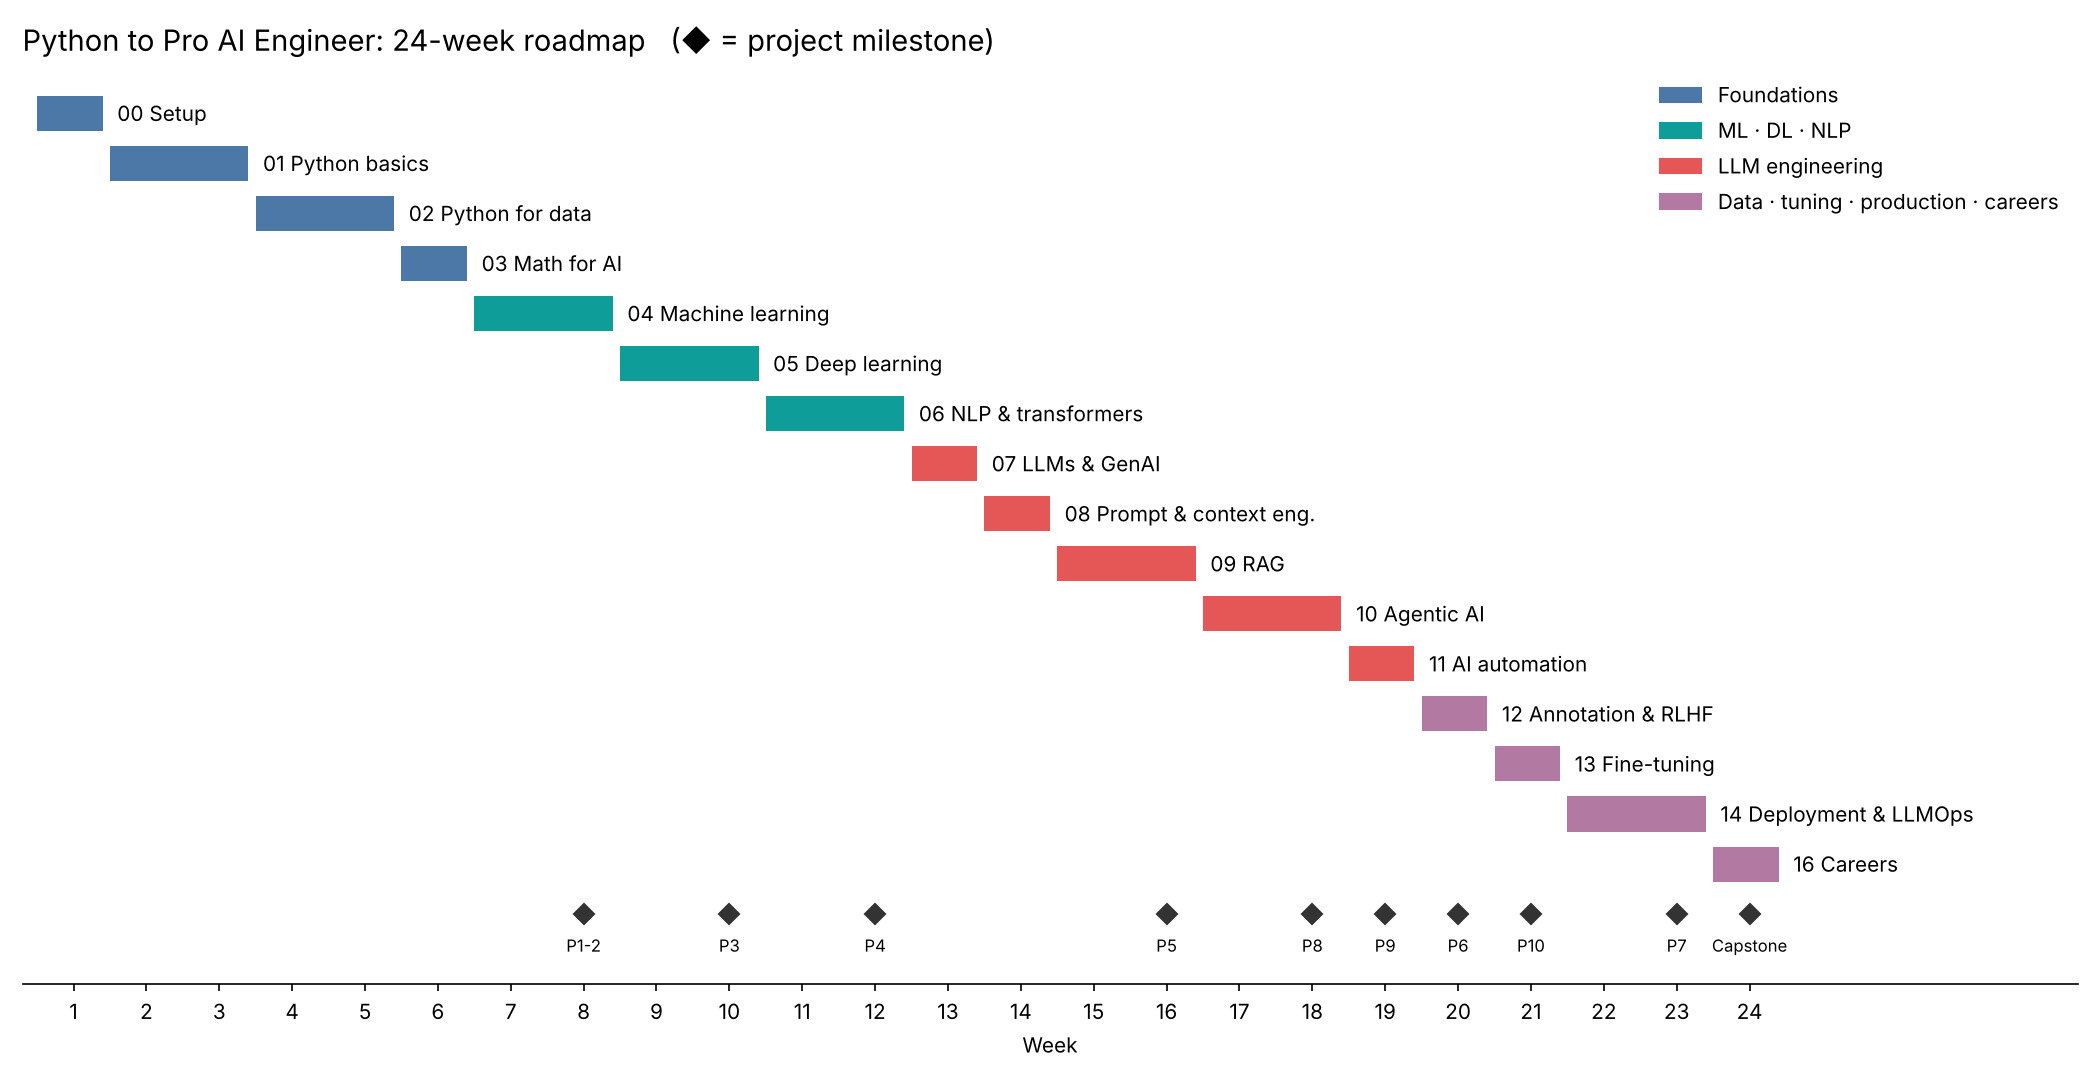 Python to Pro AI Engineer: 24-week roadmap (◆ = project milestone)
Foundations
ML · DL · NLP
LLM engineering
Data · tuning · production · careers
00 Setup
01 Python basics
02 Python for data
03 Math for AI
04 Machine learning
05 Deep learning
06 NLP & transformers
07 LLMs & GenAI
08 Prompt & context eng.
09 RAG
10 Agentic AI
11 AI automation
12 Annotation & RLHF
13 Fine-tuning
14 Deployment & LLMOps
16 Careers
P1-2 P3 P4 P5 P8 P9 P6 P10 P7 Capstone
1 2 3 4 5 6 7 8 9 10 11 12 13 14 15 16 17 18 19 20 21 22 23 24
Week